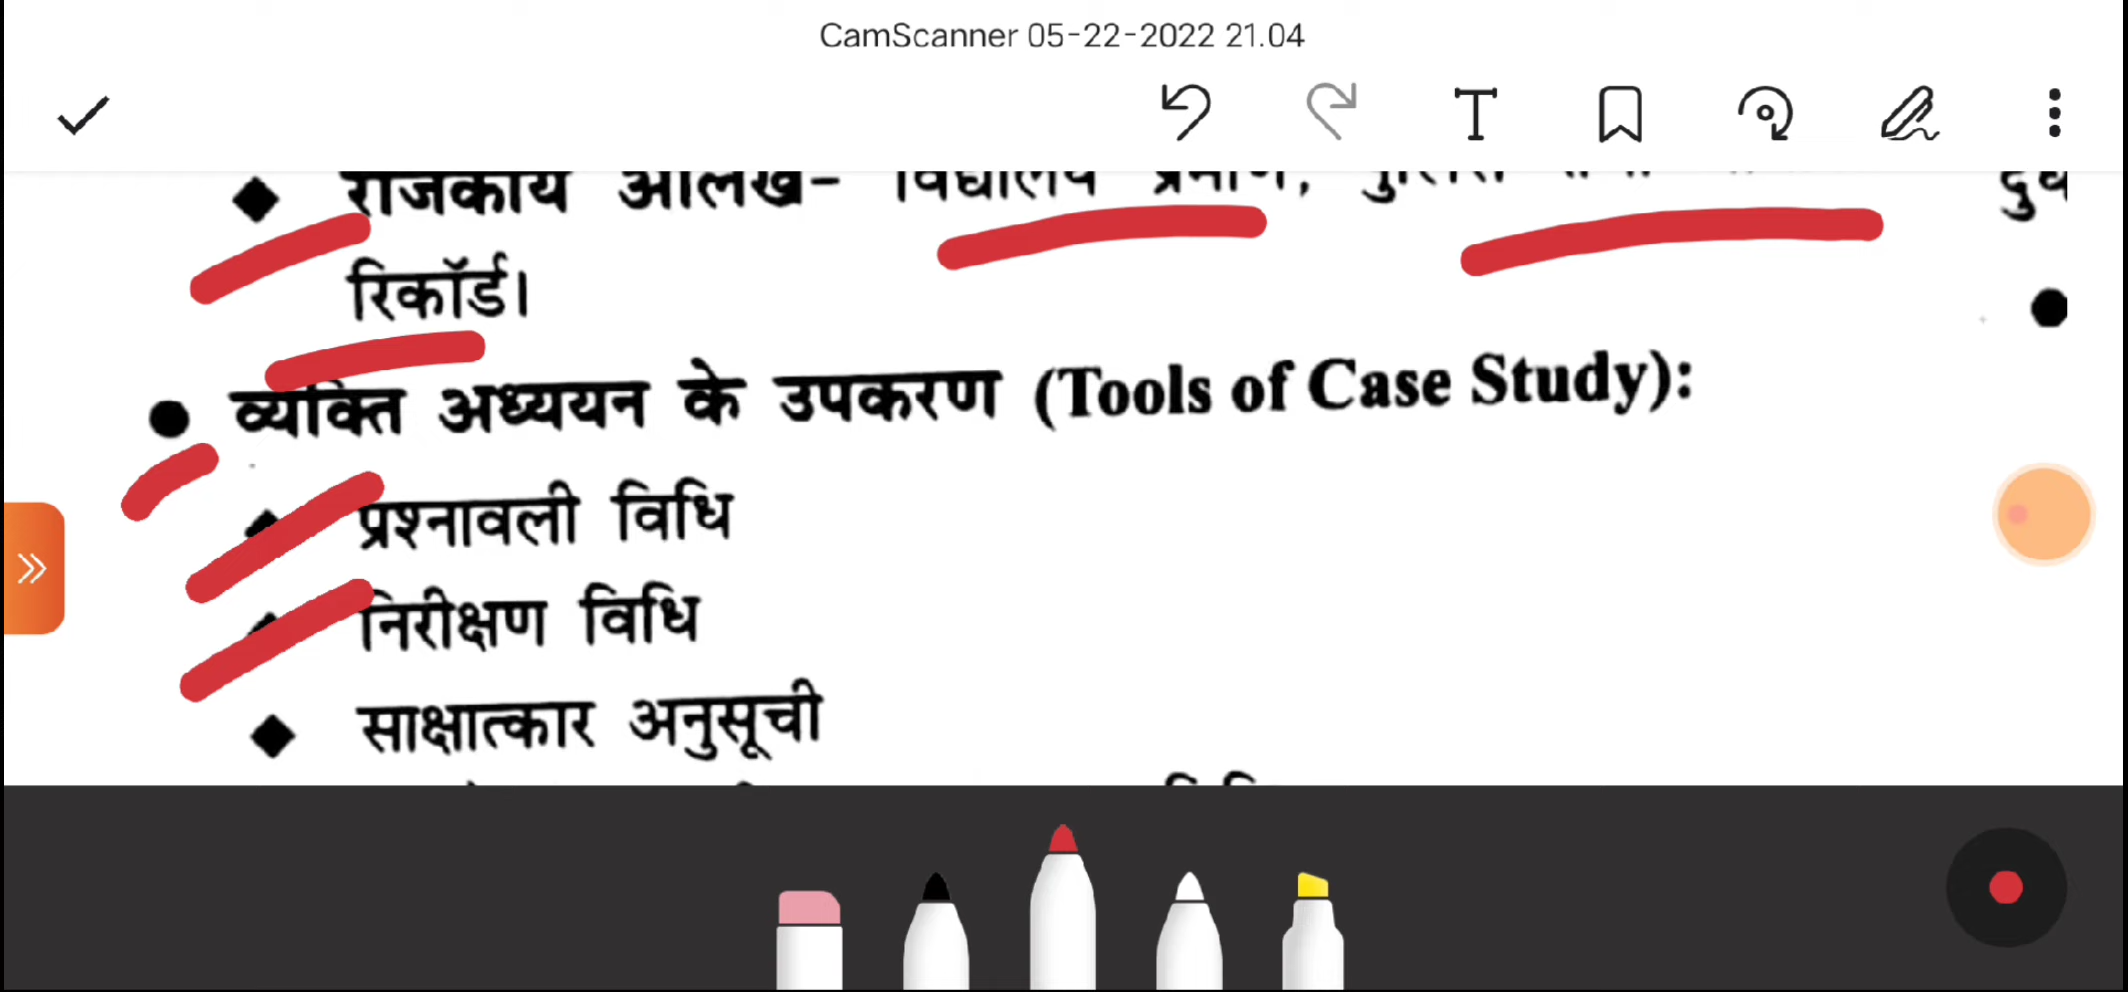 CamScanner 05-22-2022 21.04
राजकीय आलेख- विद्यालय प्रमाण,
रिकॉर्ड।
व्यक्ति अध्ययन के उपकरण (Tools of Case Study):
प्रश्नावली विधि
निरीक्षण विधि
साक्षात्कार अनुसूची